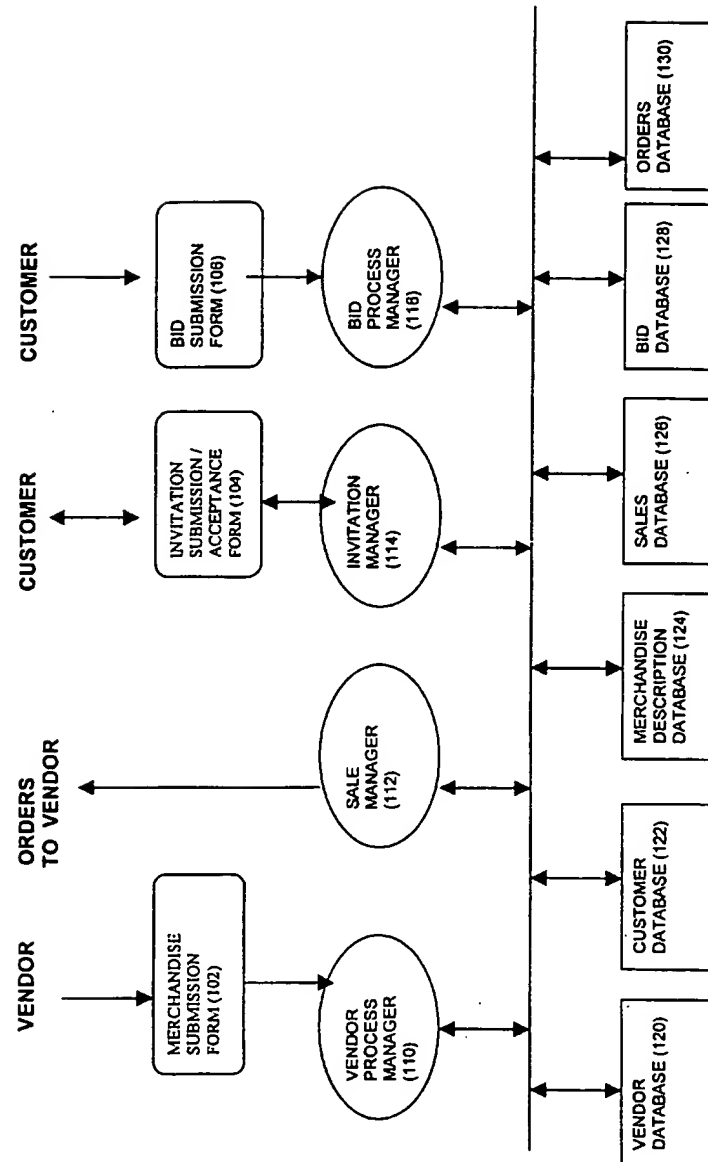 VENDOR
ORDERS
TO VENDOR
CUSTOMER
CUSTOMER
MERCHANDISE
SUBMISSION
FORM (102)
INVITATION
SUBMISSION /
ACCEPTANCE
FORM (104)
BID
SUBMISSION
FORM (106)
VENDOR
PROCESS
MANAGER
(110)
SALE
MANAGER
(112)
INVITATION
MANAGER
(114)
BID
PROCESS
MANAGER
(116)
VENDOR
DATABASE (120)
CUSTOMER
DATABASE (122)
MERCHANDISE
DESCRIPTION
DATABASE (124)
SALES
DATABASE (126)
BID
DATABASE (128)
ORDERS
DATABASE (130)